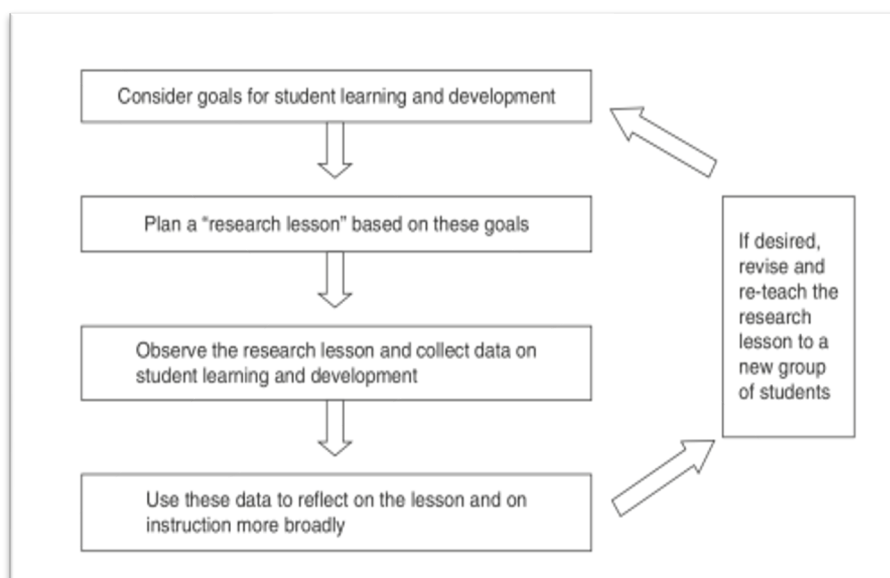 Consider goals for student learning and development
Plan a “research lesson” based on these goals
Observe the research lesson and collect data on
student learning and development
Use these data to reflect on the lesson and on
instruction more broadly
If desired,
revise and
re-teach the
research
lesson to a
new group
of students